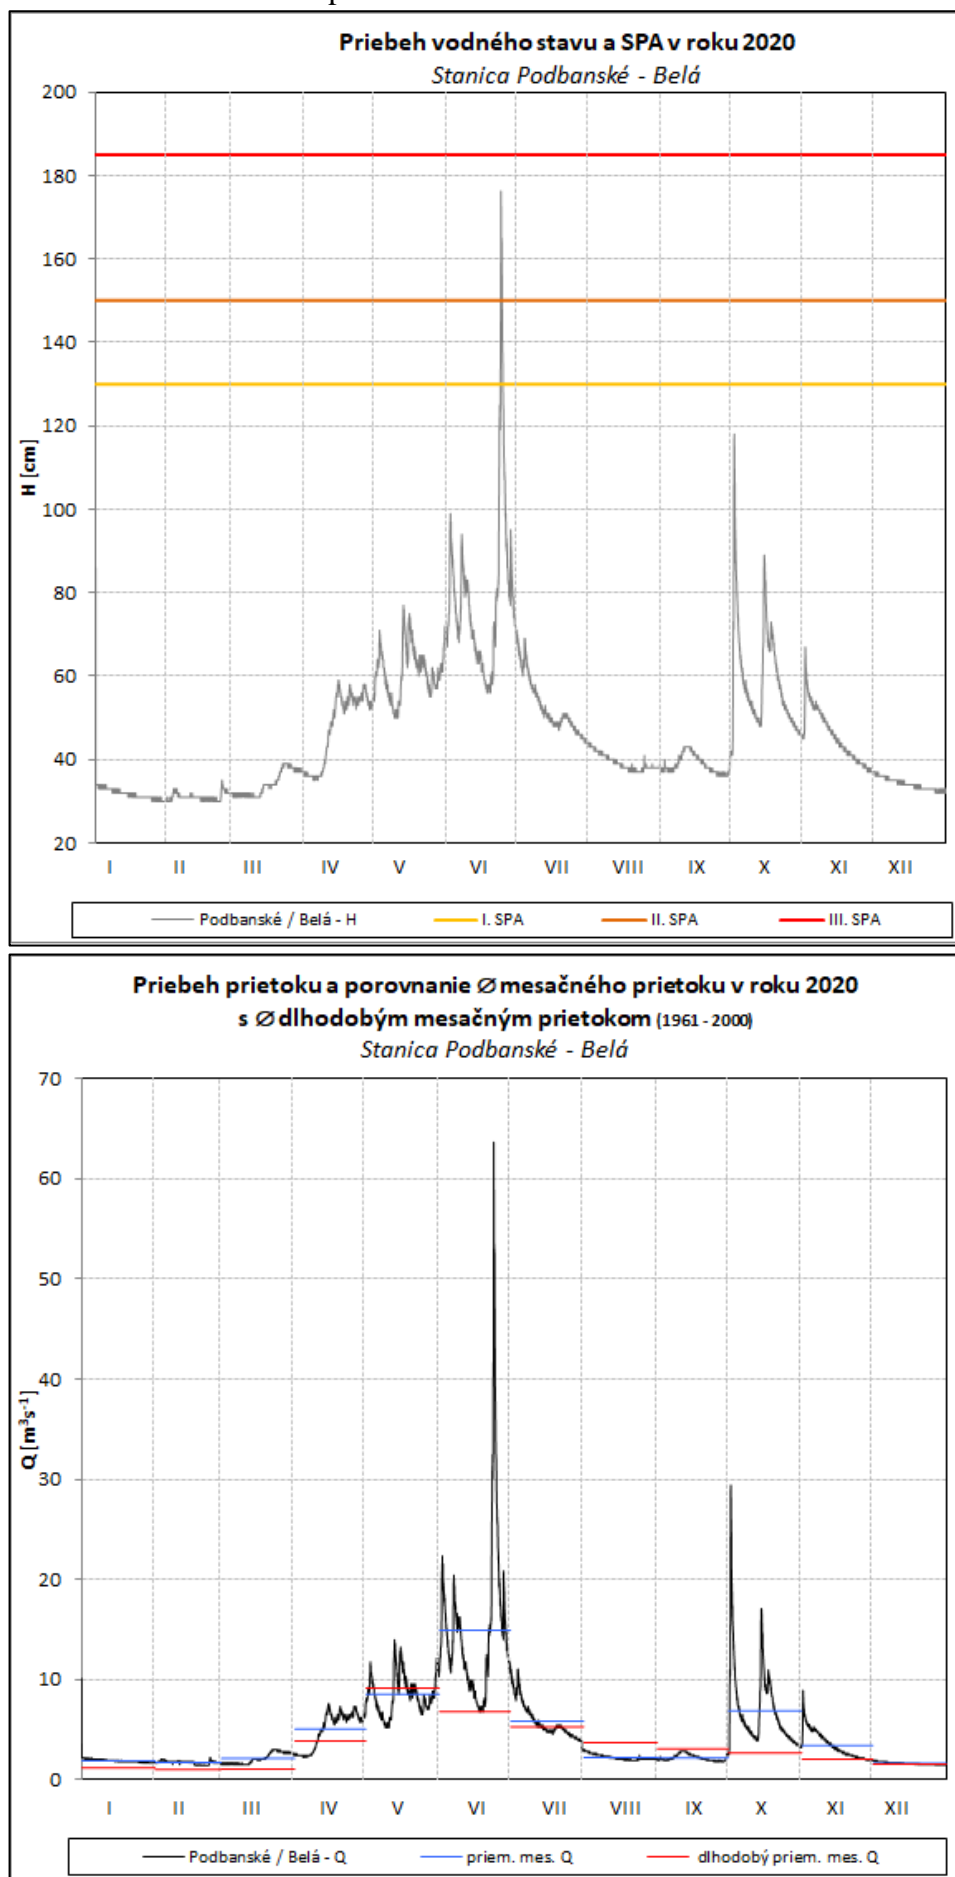 Priebeh vodného stavu a SPA v roku 2020
Stanica Podbanské - Belá
200
180
160
140
120
100
80
60
40
20
H [cm]
I II III IV V VI VII VIII IX X XI XII
Podbanské / Belá - H I. SPA II. SPA III. SPA
Priebeh prietoku a porovnanie Ø mesačného prietoku v roku 2020
s Ø dlhodobým mesačným prietokom (1961 - 2000)
Stanica Podbanské - Belá
70
60
50
40
30
20
10
0
Q [m³s⁻¹]
I II III IV V VI VII VIII IX X XI XII
Podbanské / Belá - Q priem. mes. Q dlhodobý priem. mes. Q